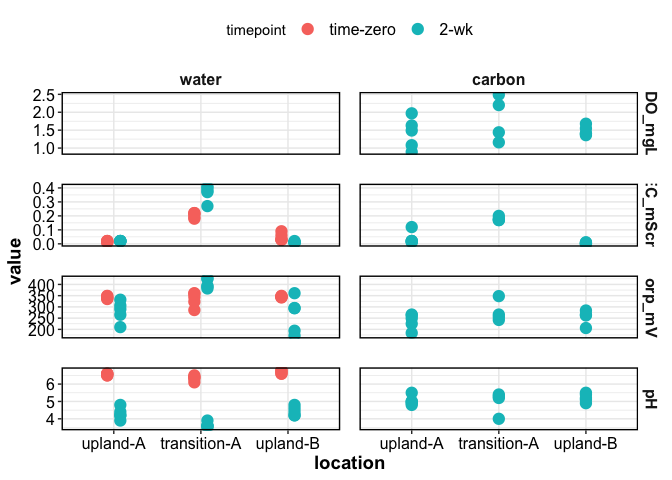 timepoint time-zero 2-wk
water carbon
2.5
2.0
1.5
1.0
DO_mgL
0.4
0.3
0.2
0.1
0.0
:C_mScr
value
400
350
300
250
200
orp_mV
6
5
4
pH
upland-A transition-A upland-B upland-A transition-A upland-B
location